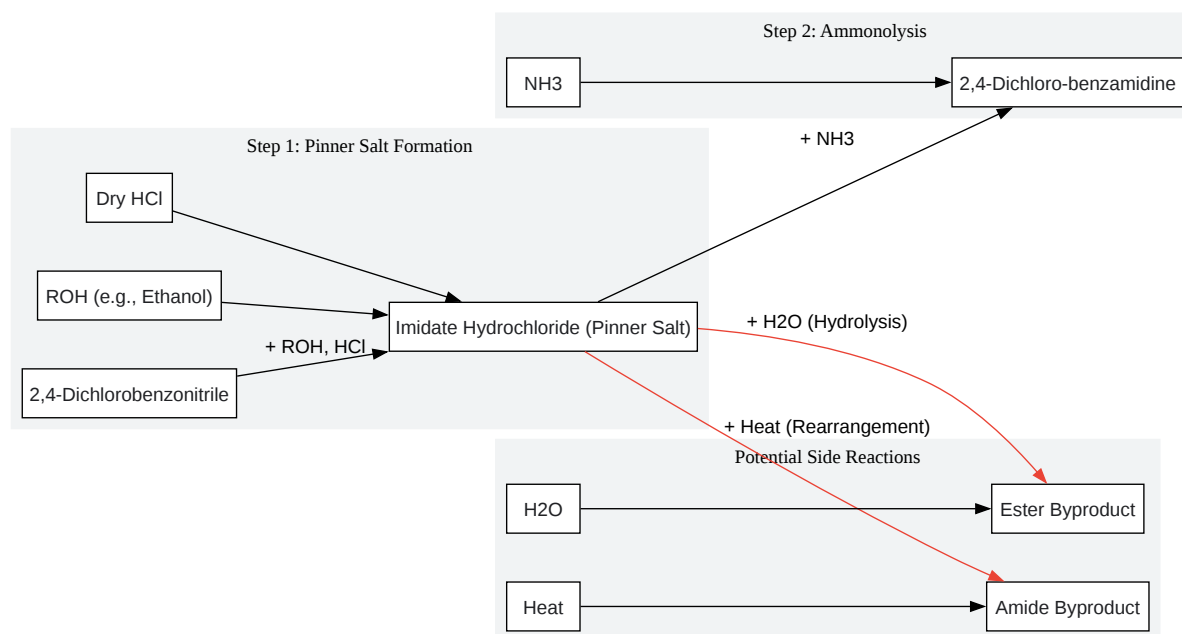 Step 2: Ammonolysis
NH3
2,4-Dichloro-benzamidine
+ NH3
Step 1: Pinner Salt Formation
Dry HCl
ROH (e.g., Ethanol)
Imidate Hydrochloride (Pinner Salt)
+ ROH, HCl
2,4-Dichlorobenzonitrile
+ H2O (Hydrolysis)
+ Heat (Rearrangement)
Potential Side Reactions
H2O
Ester Byproduct
Heat
Amide Byproduct